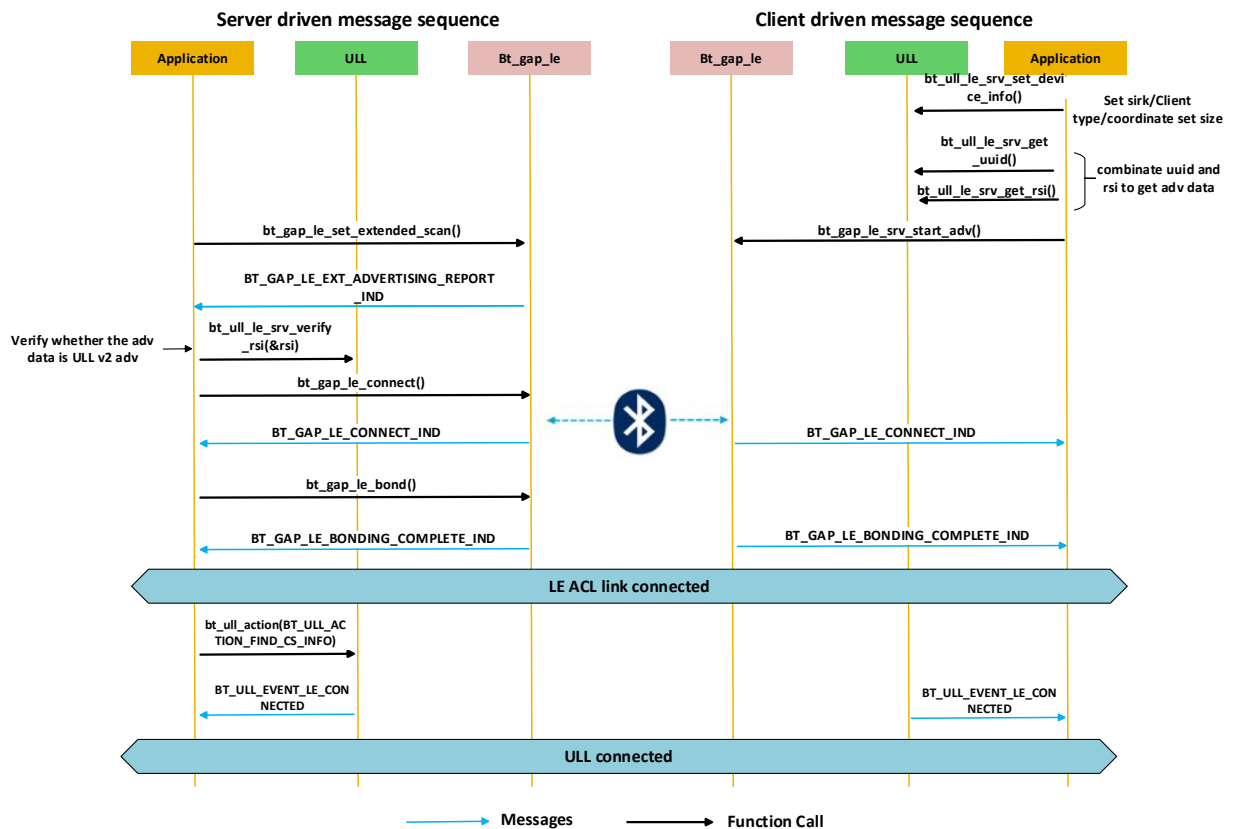 Server driven message sequence
Client driven message sequence
Application
ULL
Bt_gap_le
Bt_gap_le
ULL
Application
bt_ull_le_srv_set_devi
ce_info()
Set sirk/Client
type/coordinate set size
bt_ull_le_srv_get
_uuid()
combinate uuid and
rsi to get adv data
bt_ull_le_srv_get_rsi()
bt_gap_le_set_extended_scan()
bt_gap_le_srv_start_adv()
BT_GAP_LE_EXT_ADVERTISING_REPORT
_IND
Verify whether the adv
data is ULL v2 adv
bt_ull_le_srv_verify
_rsi(&rsi)
bt_gap_le_connect()
BT_GAP_LE_CONNECT_IND
BT_GAP_LE_CONNECT_IND
bt_gap_le_bond()
BT_GAP_LE_BONDING_COMPLETE_IND
BT_GAP_LE_BONDING_COMPLETE_IND
LE ACL link connected
bt_ull_action(BT_ULL_AC
TION_FIND_CS_INFO)
BT_ULL_EVENT_LE_CON
NECTED
BT_ULL_EVENT_LE_CON
NECTED
ULL connected
Messages
Function Call